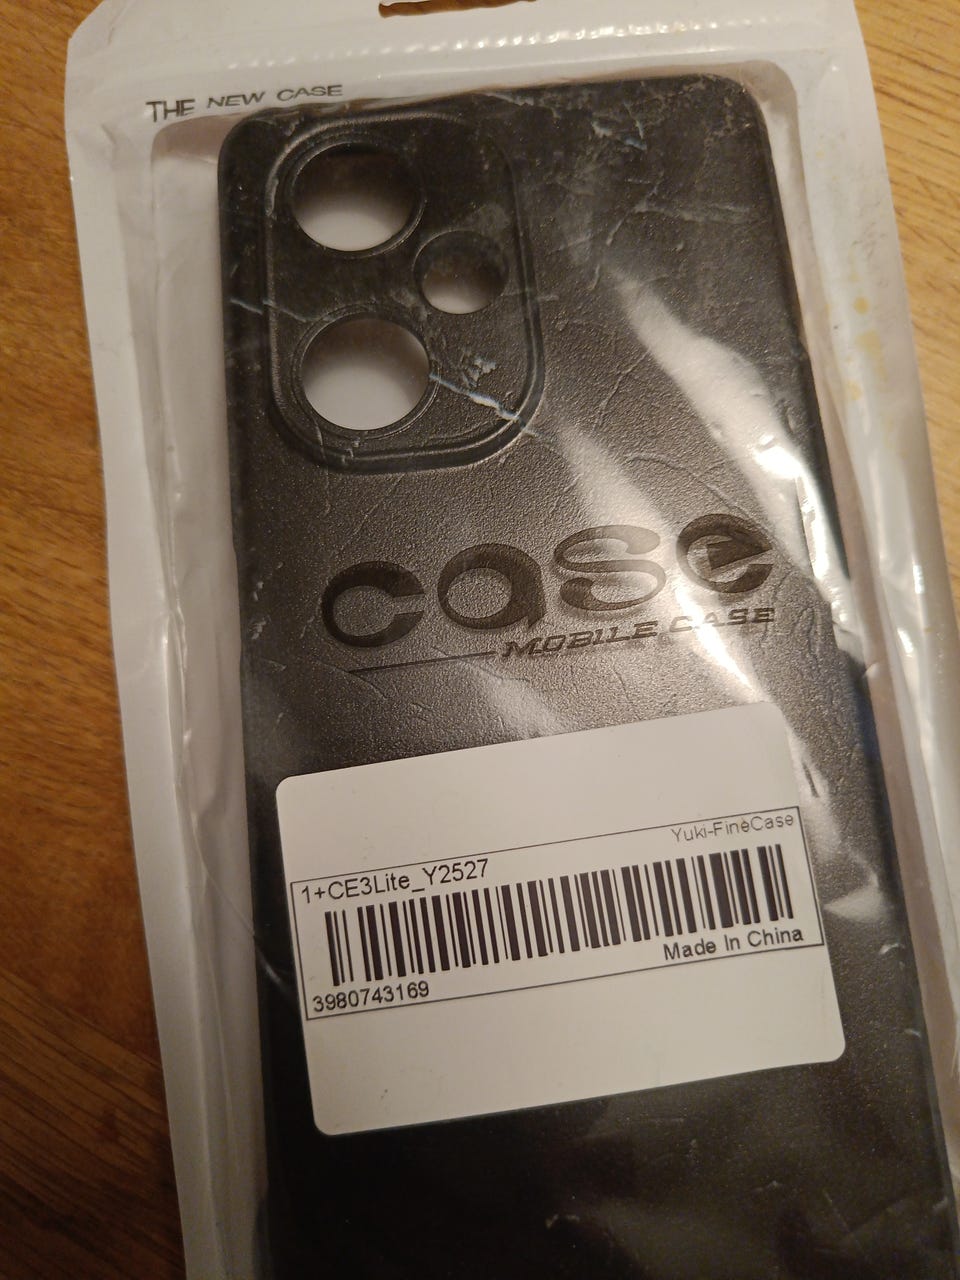 THE NEW CASE
case
MOBILE CASE
Yuki-FineCase
1+CE3Lite_Y2527
Made In China
3980743169